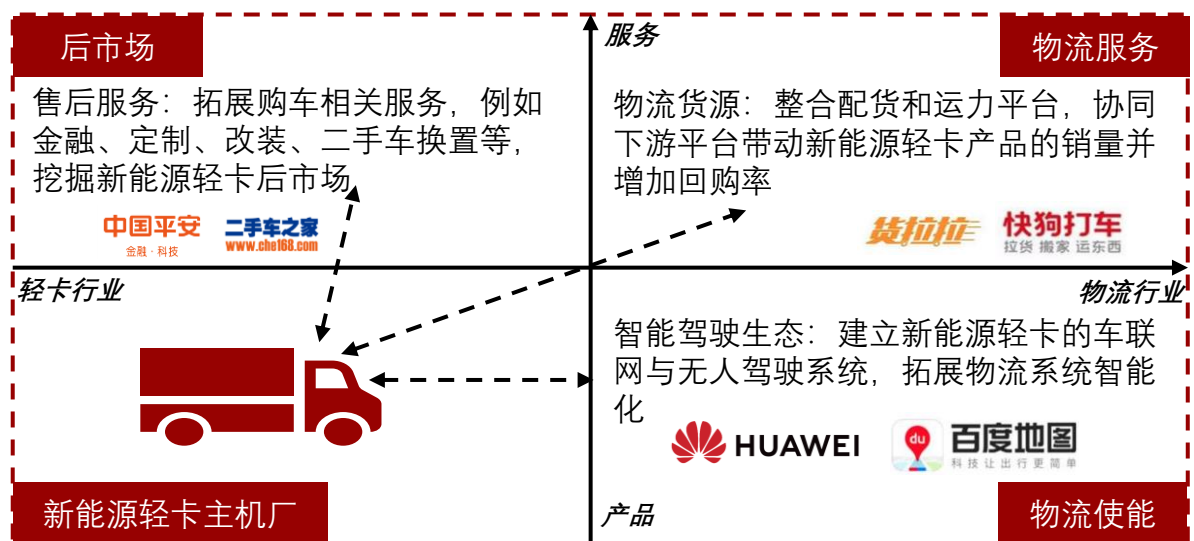 后市场
服务
物流服务
售后服务：拓展购车相关服务，例如
金融、定制、改装、二手车换置等，
挖掘新能源轻卡后市场
物流货源：整合配货和运力平台，协同
下游平台带动新能源轻卡产品的销量并
增加回购率
中国平安
金融·科技
二手车之家
www.che168.com
货拉拉
快狗打车
拉货 搬家 运东西
轻卡行业
物流行业
智能驾驶生态：建立新能源轻卡的车联
网与无人驾驶系统，拓展物流系统智能
化
HUAWEI
du
百度地图
科技让出行更简单
新能源轻卡主机厂
产品
物流使能